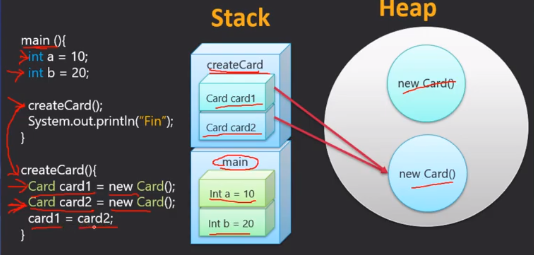 Stack
Heap
main (){
int a = 10;
int b = 20;
createCard();
System.out.println("Fin");
}
createCard(){
Card card1 = new Card();
Card card2 = new Card();
card1 = card2;
}
createCard
Card card1
Card card2
main
Int a = 10
Int b = 20
new Card()
new Card()